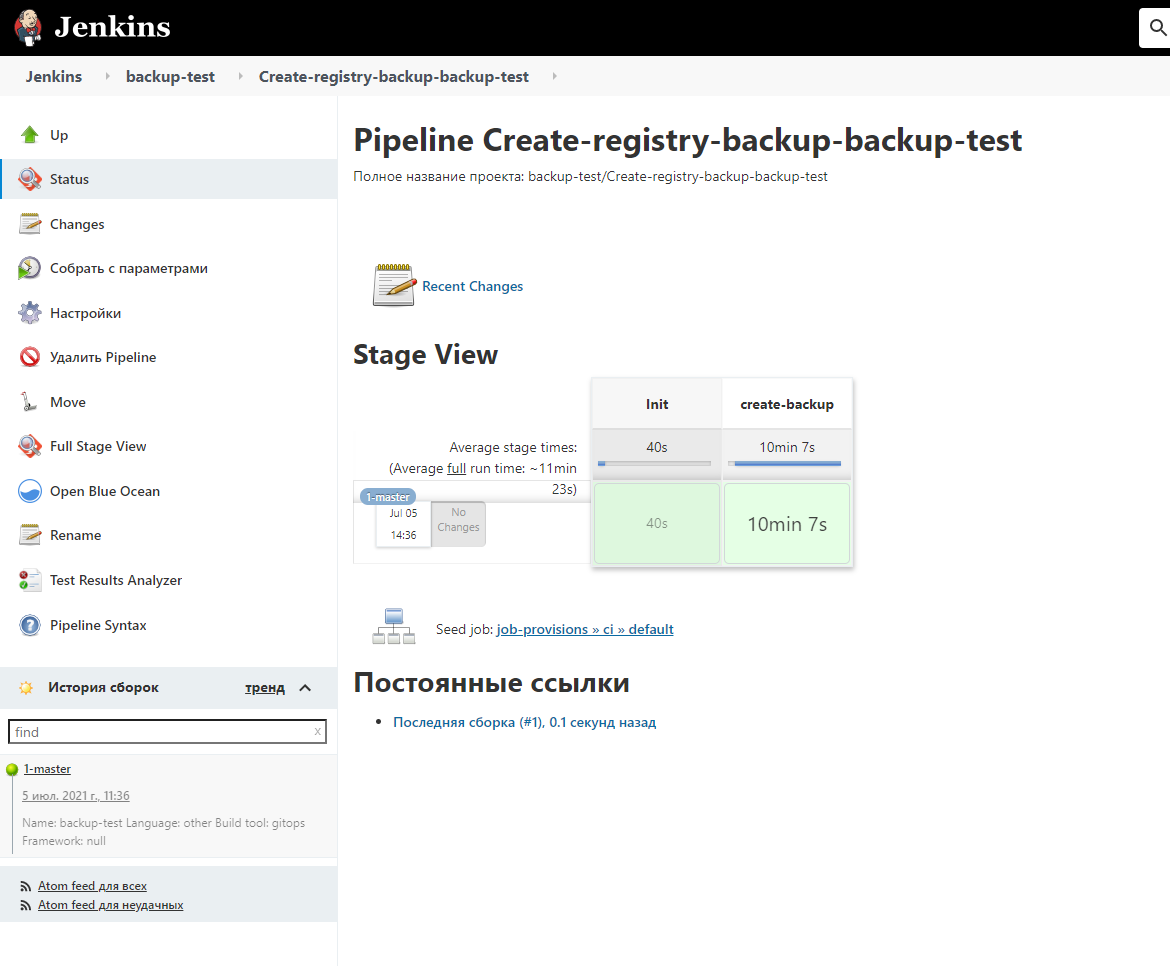 Jenkins
Jenkins backup-test Create-registry-backup-backup-test
Up
Status
Changes
Собрать с параметрами
Настройки
Удалить Pipeline
Move
Full Stage View
Open Blue Ocean
Rename
Test Results Analyzer
Pipeline Syntax
История сборок тренд
find x
1-master
5 июл. 2021 г., 11:36
Name: backup-test Language: other Build tool: gitops
Framework: null
Atom feed для всех
Atom feed для неудачных
Pipeline Create-registry-backup-backup-test
Полное название проекта: backup-test/Create-registry-backup-backup-test
Recent Changes
Stage View
Init create-backup
Average stage times: 40s 10min 7s
(Average full run time: ~11min
23s)
1-master
Jul 05
14:36
No
Changes
40s 10min 7s
Seed job: job-provisions » ci » default
Постоянные ссылки
Последняя сборка (#1), 0.1 секунд назад